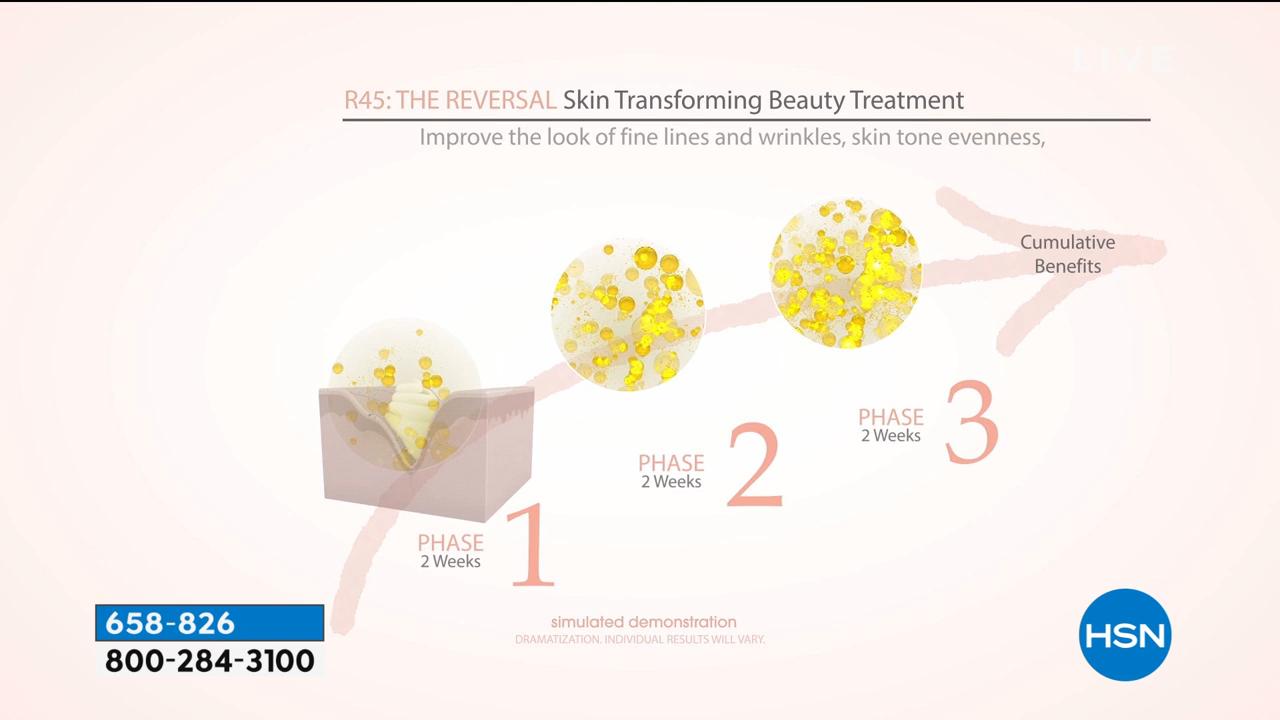 LIVE
R45: THE REVERSAL Skin Transforming Beauty Treatment
Improve the look of fine lines and wrinkles, skin tone evenness,
Cumulative
Benefits
PHASE
2 Weeks
3
PHASE
2 Weeks
2
PHASE
2 Weeks
1
simulated demonstration
DRAMATIZATION. INDIVIDUAL RESULTS WILL VARY.
658-826
800-284-3100
HSN